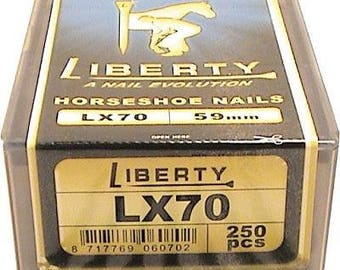 LIBERTY
A NAIL EVOLUTION
HORSESHOE NAILS
LX70 59mm
OPEN HERE
LIBERTY
LX70
250
pcs
8 717769 060702